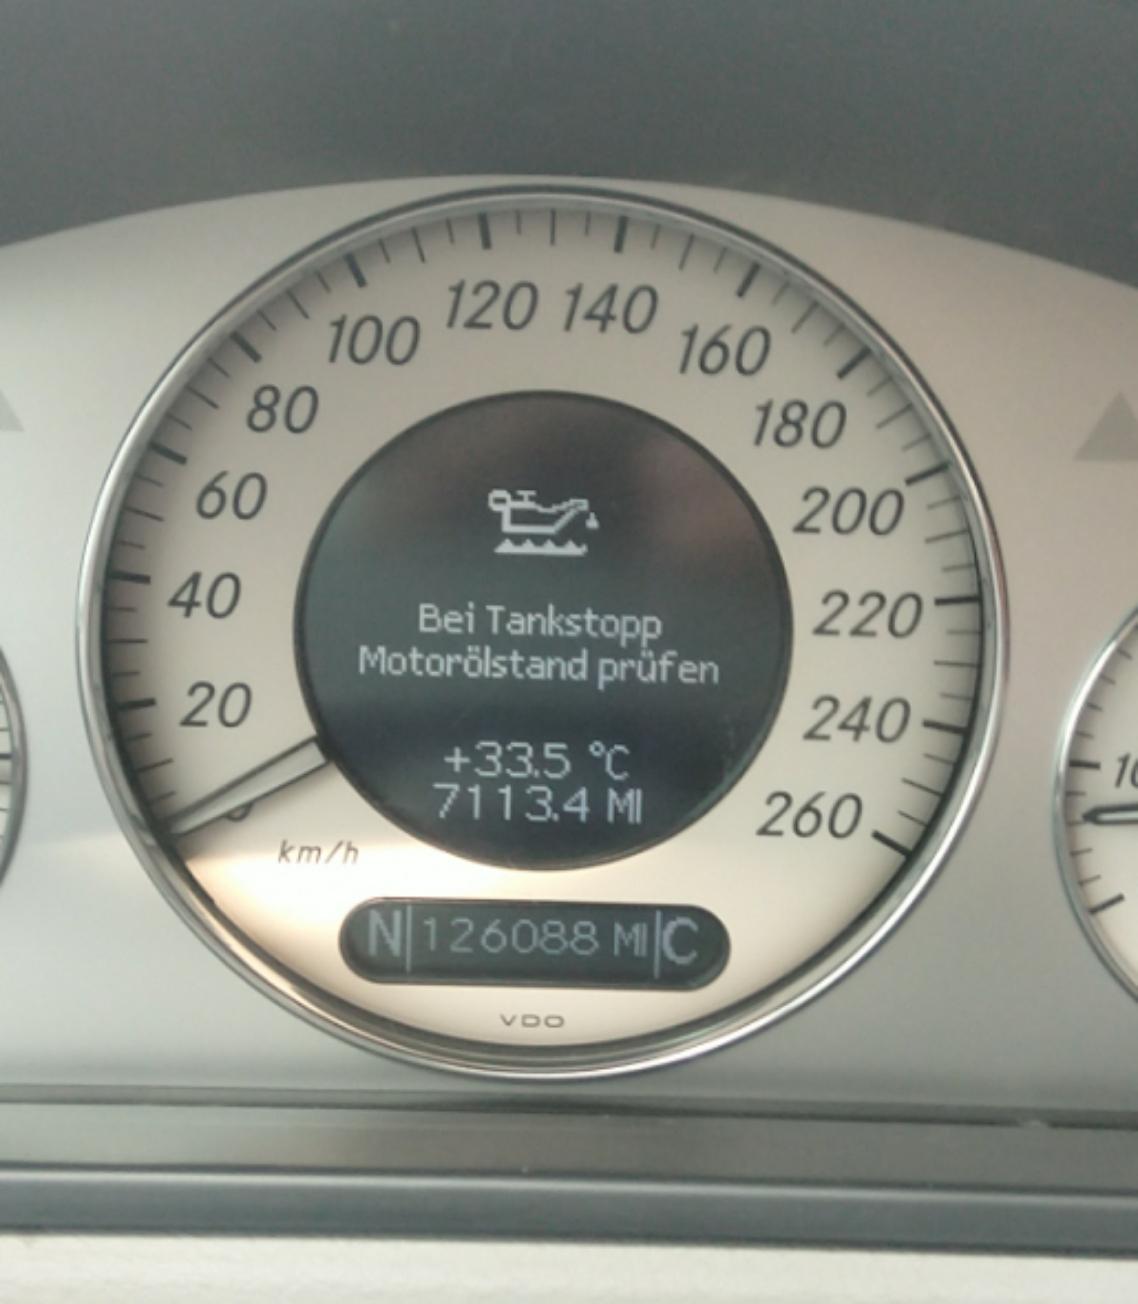 120 140
100 160
80 180
60 200
40 220
20 240
260
Bei Tankstopp
Motorölstand prüfen
+33.5 °C
7113.4 MI
km/h
N 126088 MI C
VDO
10